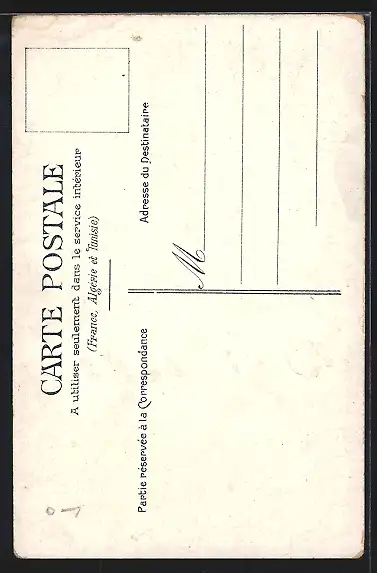 CARTE POSTALE
A utiliser seulement dans le service intérieur
(France, Algérie et Tunisie)
Partie réservée à la Correspondance
Adresse du Destinataire
M